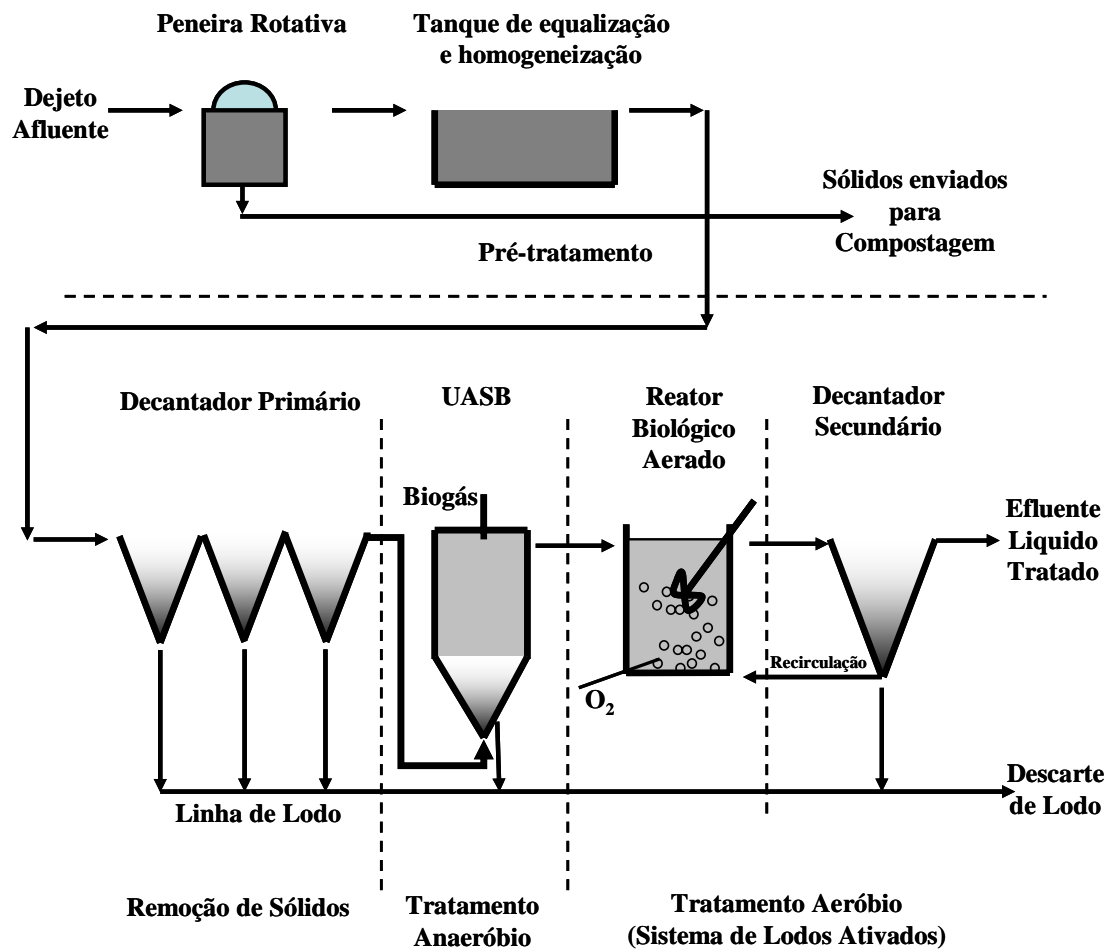 Peneira Rotativa
Tanque de equalização
e homogeneização
Dejeto
Afluente
Sólidos enviados
para
Compostagem
Pré-tratamento
Decantador Primário
UASB
Reator
Biológico
Aerado
Decantador
Secundário
Biogás
Efluente
Liquido
Tratado
Recirculação
O₂
Linha de Lodo
Descarte
de Lodo
Remoção de Sólidos
Tratamento
Anaeróbio
Tratamento Aeróbio
(Sistema de Lodos Ativados)